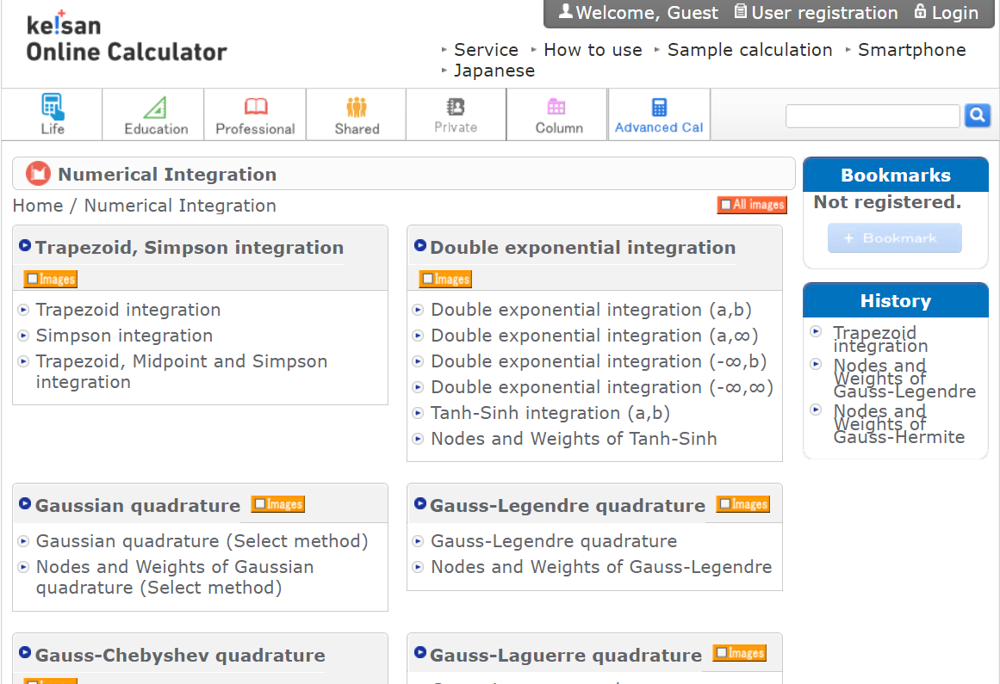 ke!san
Online Calculator
Welcome, Guest User registration Login
Service How to use Sample calculation Smartphone
Japanese
Life Education Professional Shared Private Column Advanced Cal
Numerical Integration
Home / Numerical Integration
All images
Trapezoid, Simpson integration
Images
Trapezoid integration
Simpson integration
Trapezoid, Midpoint and Simpson
integration
Double exponential integration
Images
Double exponential integration (a,b)
Double exponential integration (a,∞)
Double exponential integration (-∞,b)
Double exponential integration (-∞,∞)
Tanh-Sinh integration (a,b)
Nodes and Weights of Tanh-Sinh
Gaussian quadrature Images
Gaussian quadrature (Select method)
Nodes and Weights of Gaussian
quadrature (Select method)
Gauss-Legendre quadrature Images
Gauss-Legendre quadrature
Nodes and Weights of Gauss-Legendre
Gauss-Chebyshev quadrature
Gauss-Laguerre quadrature Images
Bookmarks
Not registered.
+ Bookmark
History
Trapezoid
integration
Nodes and
Weights of
Gauss-Legendre
Nodes and
Weights of
Gauss-Hermite